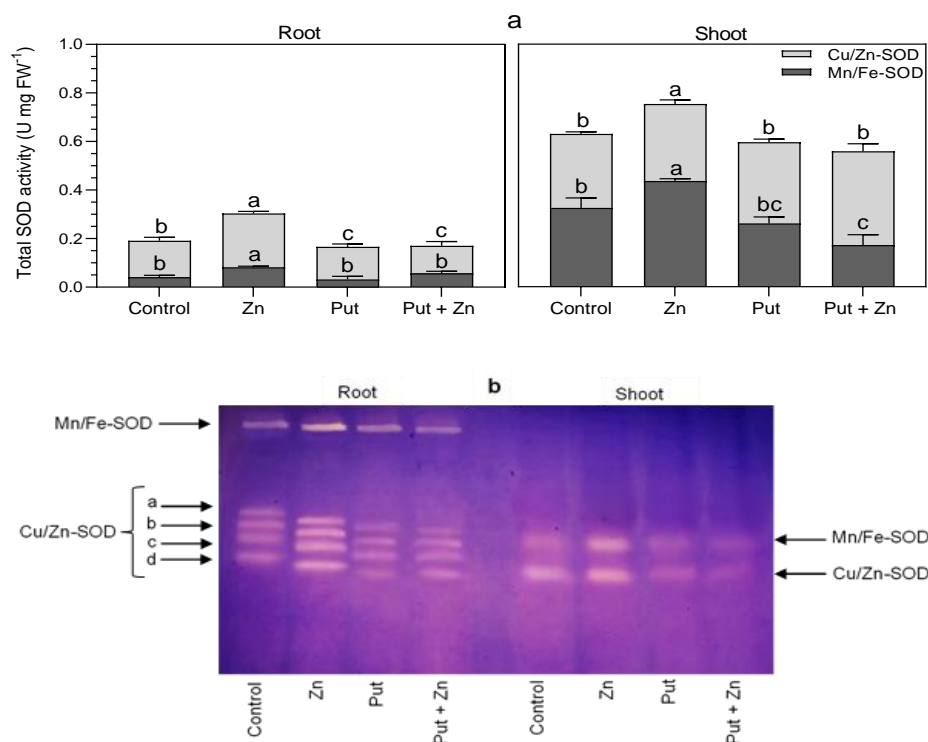 a
Root
Shoot
Total SOD activity (U mg FW-1)
1.0
0.8
0.6
0.4
0.2
0.0
b
b
a
a
c
b
c
b
Control
Zn
Put
Put + Zn
Cu/Zn-SOD
Mn/Fe-SOD
b
b
a
a
b
bc
b
c
Control
Zn
Put
Put + Zn
b
Root
Shoot
Mn/Fe-SOD
Cu/Zn-SOD
a
b
c
d
Mn/Fe-SOD
Cu/Zn-SOD
Control
Zn
Put
Put + Zn
Control
Zn
Put
Put + Zn